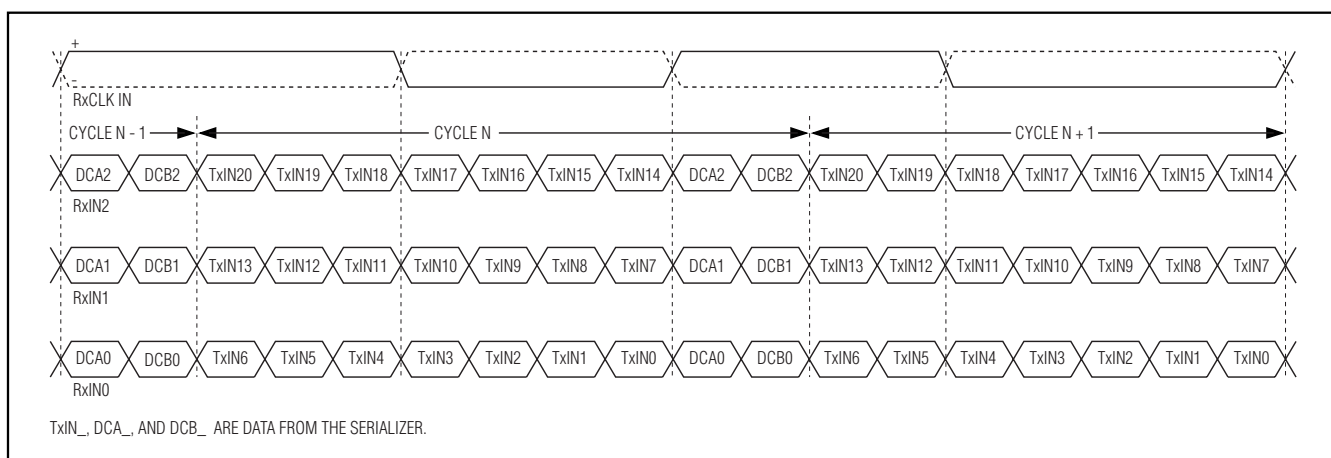 +
-
RxCLK IN
CYCLE N - 1 CYCLE N CYCLE N + 1
DCA2 DCB2 TxIN20 TxIN19 TxIN18 TxIN17 TxIN16 TxIN15 TxIN14 DCA2 DCB2 TxIN20 TxIN19 TxIN18 TxIN17 TxIN16 TxIN15 TxIN14
RxIN2
DCA1 DCB1 TxIN13 TxIN12 TxIN11 TxIN10 TxIN9 TxIN8 TxIN7 DCA1 DCB1 TxIN13 TxIN12 TxIN11 TxIN10 TxIN9 TxIN8 TxIN7
RxIN1
DCA0 DCB0 TxIN6 TxIN5 TxIN4 TxIN3 TxIN2 TxIN1 TxIN0 DCA0 DCB0 TxIN6 TxIN5 TxIN4 TxIN3 TxIN2 TxIN1 TxIN0
RxIN0
TxIN_, DCA_, AND DCB_ ARE DATA FROM THE SERIALIZER.